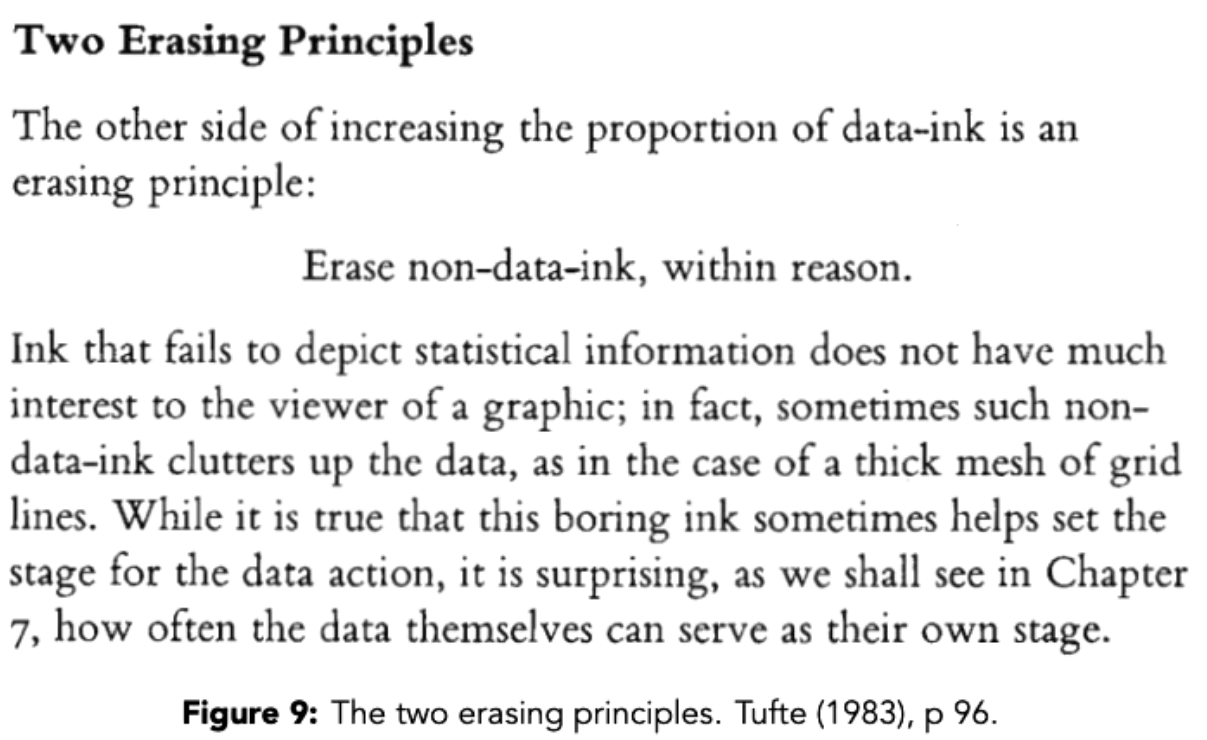 Two Erasing Principles
The other side of increasing the proportion of data-ink is an
erasing principle:
Erase non-data-ink, within reason.
Ink that fails to depict statistical information does not have much
interest to the viewer of a graphic; in fact, sometimes such non-
data-ink clutters up the data, as in the case of a thick mesh of grid
lines. While it is true that this boring ink sometimes helps set the
stage for the data action, it is surprising, as we shall see in Chapter
7, how often the data themselves can serve as their own stage.
Figure 9: The two erasing principles. Tufte (1983), p 96.